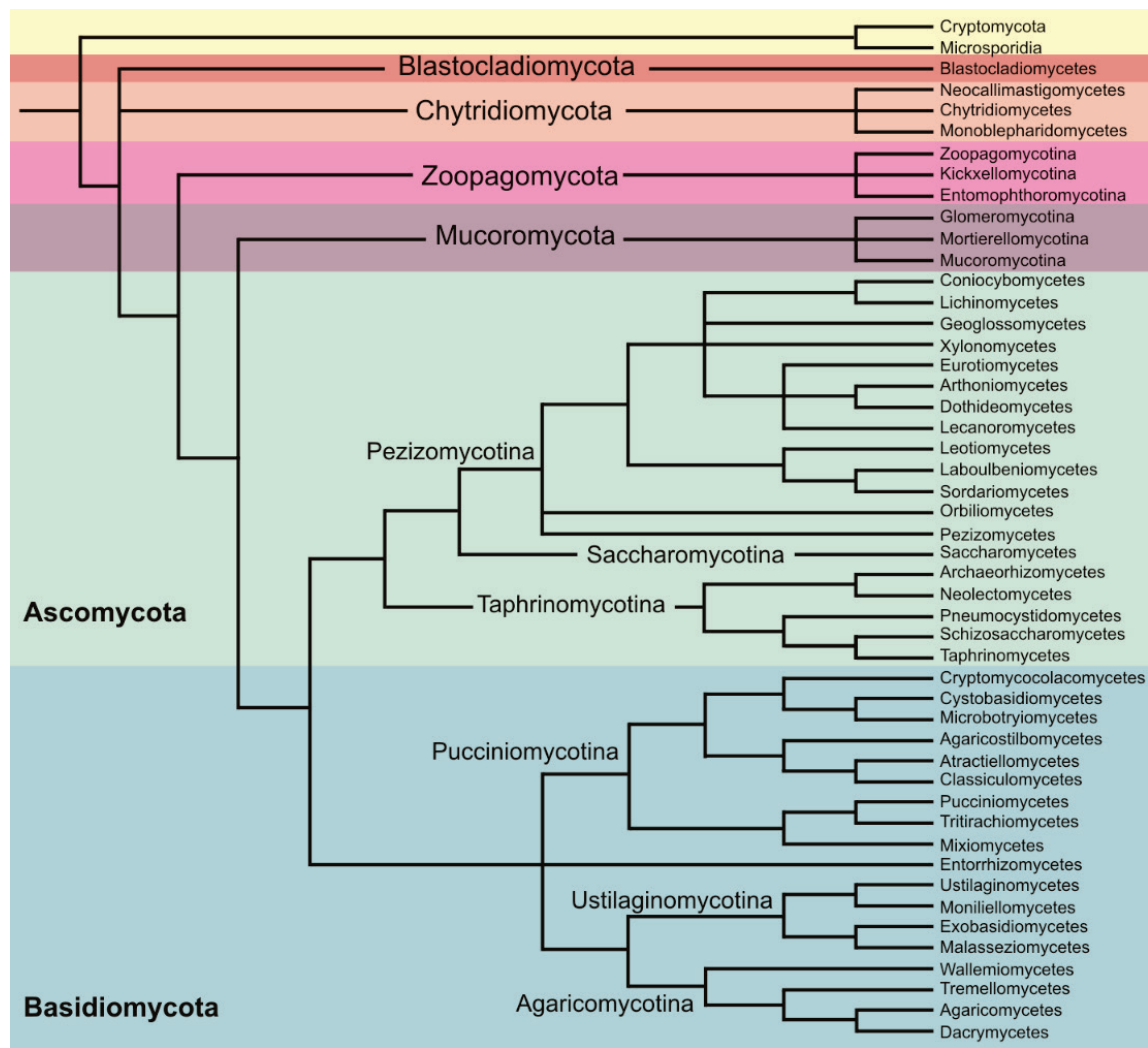 Cryptomycota
Microsporidia
Blastocladiomycota
Blastocladiomycetes
Neocallimastigomycetes
Chytridiomycota
Chytridiomycetes
Monoblepharidomycetes
Zoopagomycotina
Zoopagomycota
Kickxellomycotina
Entomophthoromycotina
Glomeromycotina
Mucoromycota
Mortierellomycotina
Mucoromycotina
Coniocybomycetes
Lichinomycetes
Geoglossomycetes
Xylonomycetes
Eurotiomycetes
Arthoniomycetes
Dothideomycetes
Lecanoromycetes
Pezizomycotina
Leotiomycetes
Laboulbeniomycetes
Sordariomycetes
Orbiliomycetes
Pezizomycetes
Saccharomycotina
Saccharomycetes
Archaeorhizomycetes
Neolectomycetes
Taphrinomycotina
Ascomycota
Pneumocystidomycetes
Schizosaccharomycetes
Taphrinomycetes
Cryptomycocolacomycetes
Cystobasidiomycetes
Microbotryiomycetes
Pucciniomycotina
Agaricostilbomycetes
Atractiellomycetes
Classiculomycetes
Pucciniomycetes
Tritirachiomycetes
Mixiomycetes
Entorrhizomycetes
Ustilaginomycotina
Ustilaginomycetes
Moniliellomycetes
Exobasidiomycetes
Malasseziomycetes
Wallemiomycetes
Tremellomycetes
Agaricomycotina
Basidiomycota
Agaricomycetes
Dacrymycetes